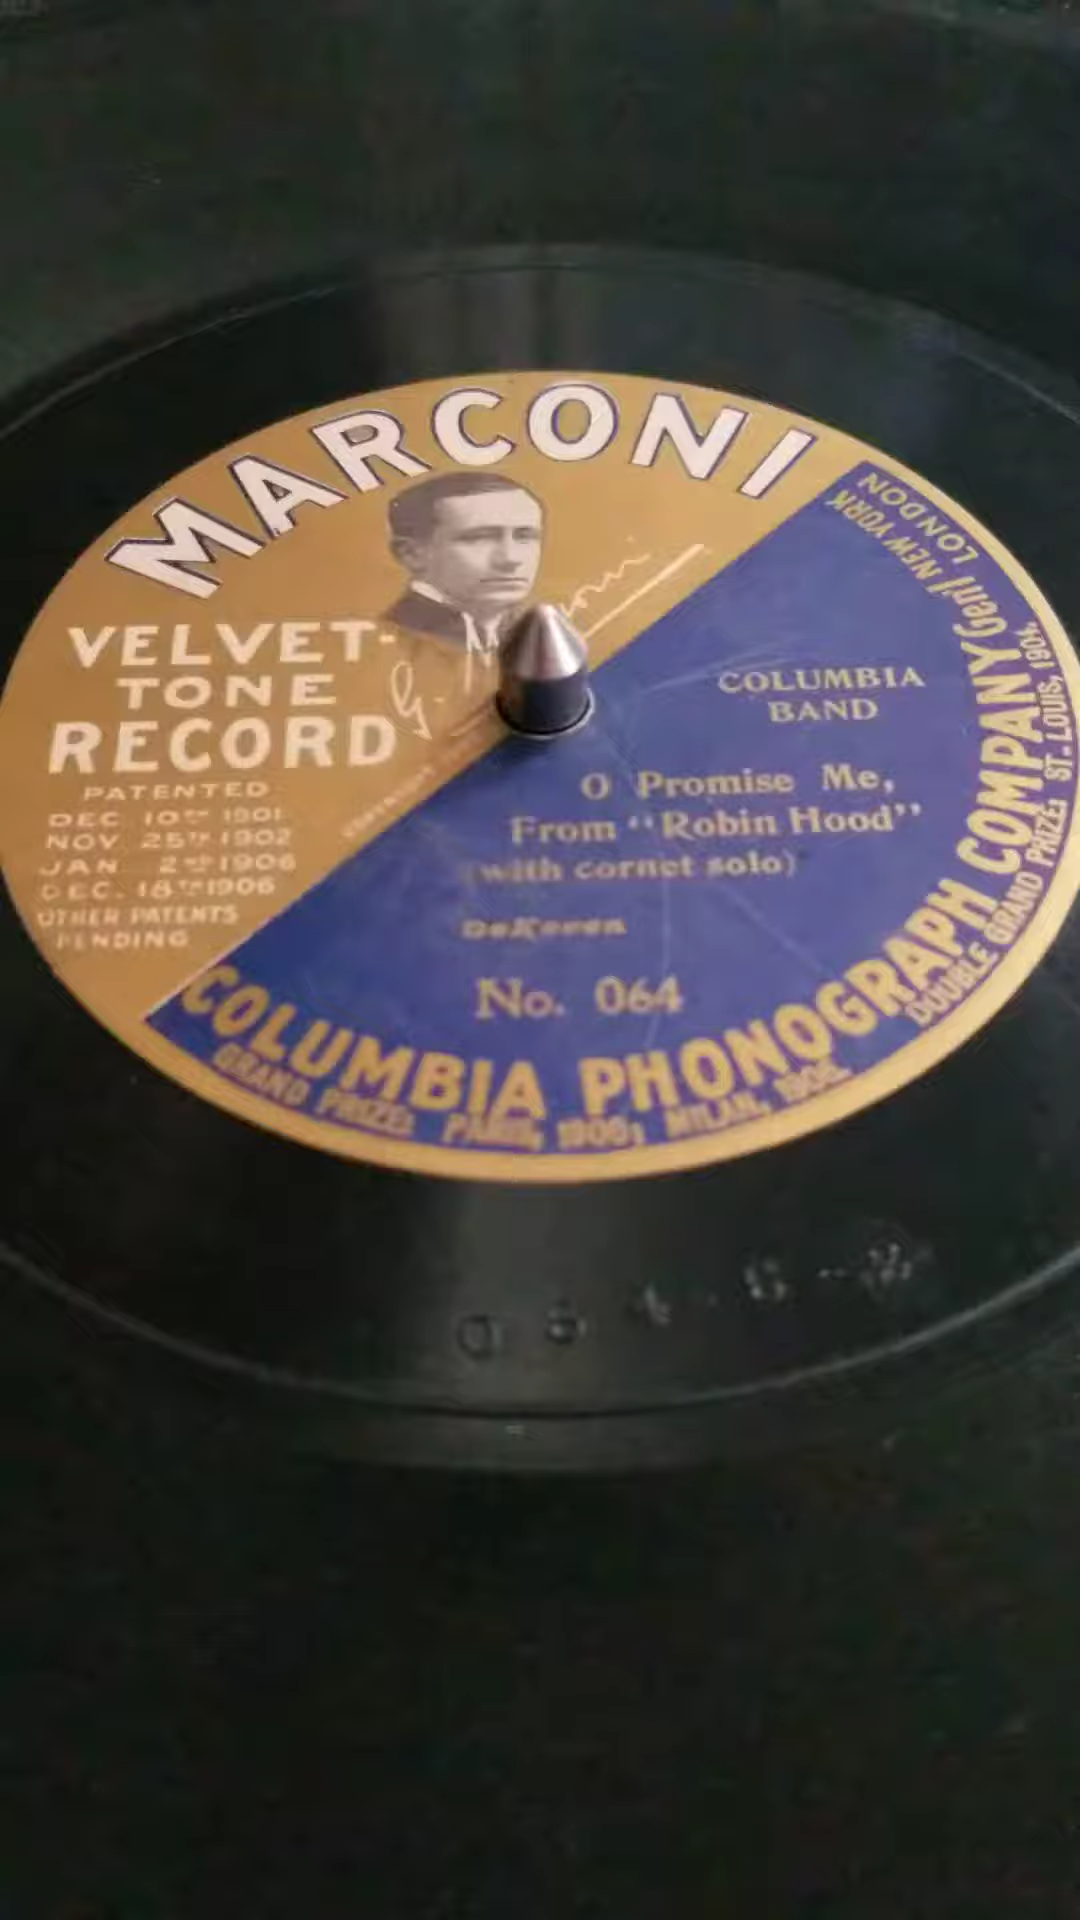 MARCONI
VELVET-
TONE
RECORD
G. Marconi
PATENTED
DEC 10TH 1901
NOV 25TH 1902
JAN 2ND 1906
DEC. 18TH 1906
OTHER PATENTS
PENDING
COPYRIGHT
COLUMBIA
BAND
O Promise Me,
From "Robin Hood"
(with cornet solo)
DeKoven
No. 064
COLUMBIA PHONOGRAPH COMPANY (Gen'l) NEW YORK LONDON
GRAND PRIZE; PARIS, 1900; MILAN, 1906.
DOUBLE GRAND PRIZE; ST. LOUIS, 1904.